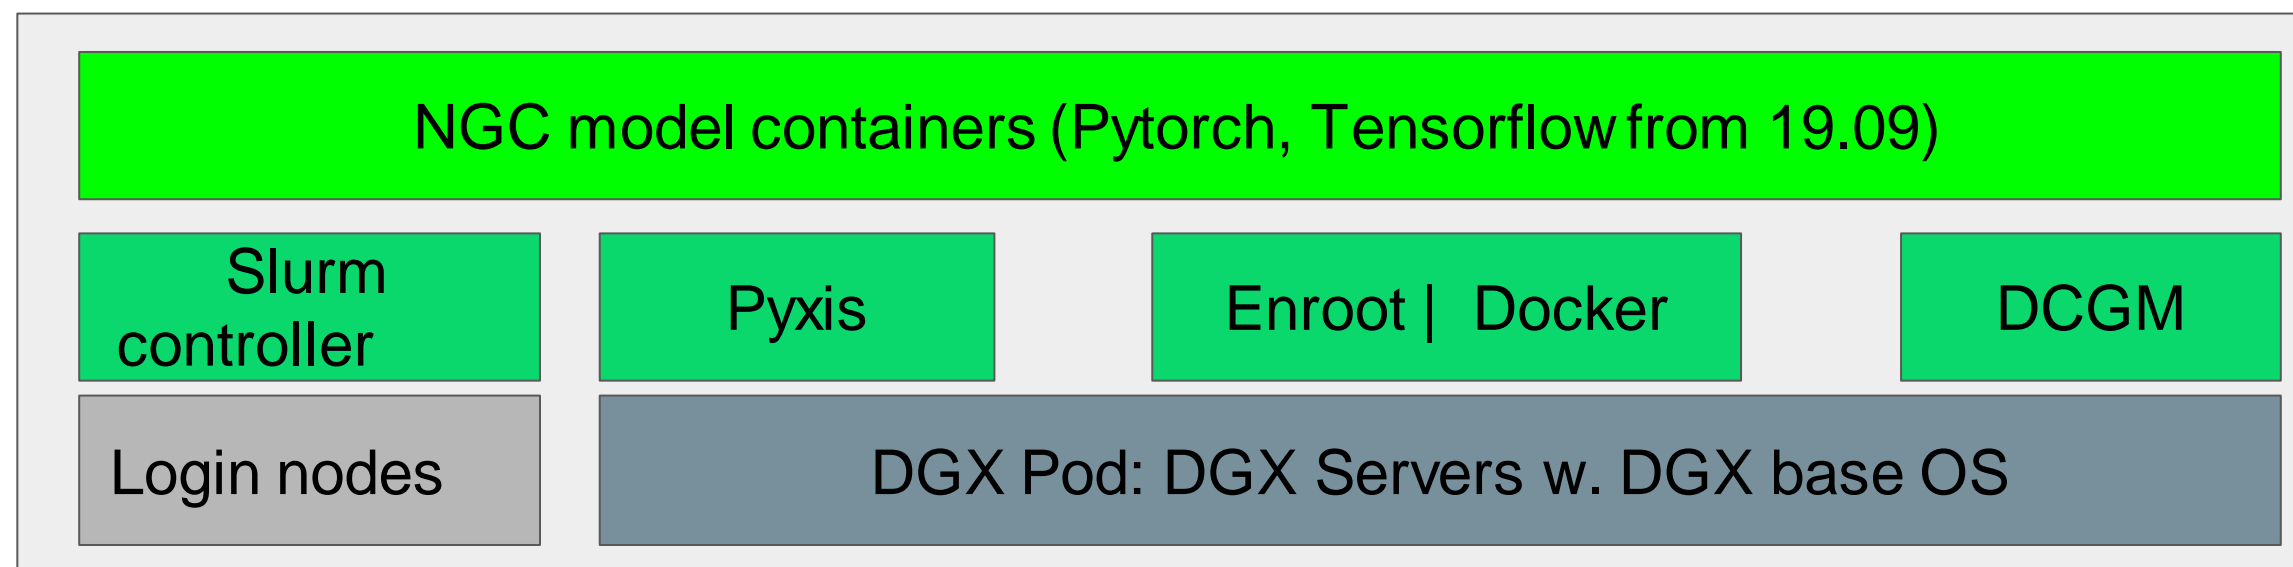 NGC model containers (Pytorch, Tensorflow from 19.09)
Slurm
controller
Pyxis
Enroot | Docker
DCGM
Login nodes
DGX Pod: DGX Servers w. DGX base OS